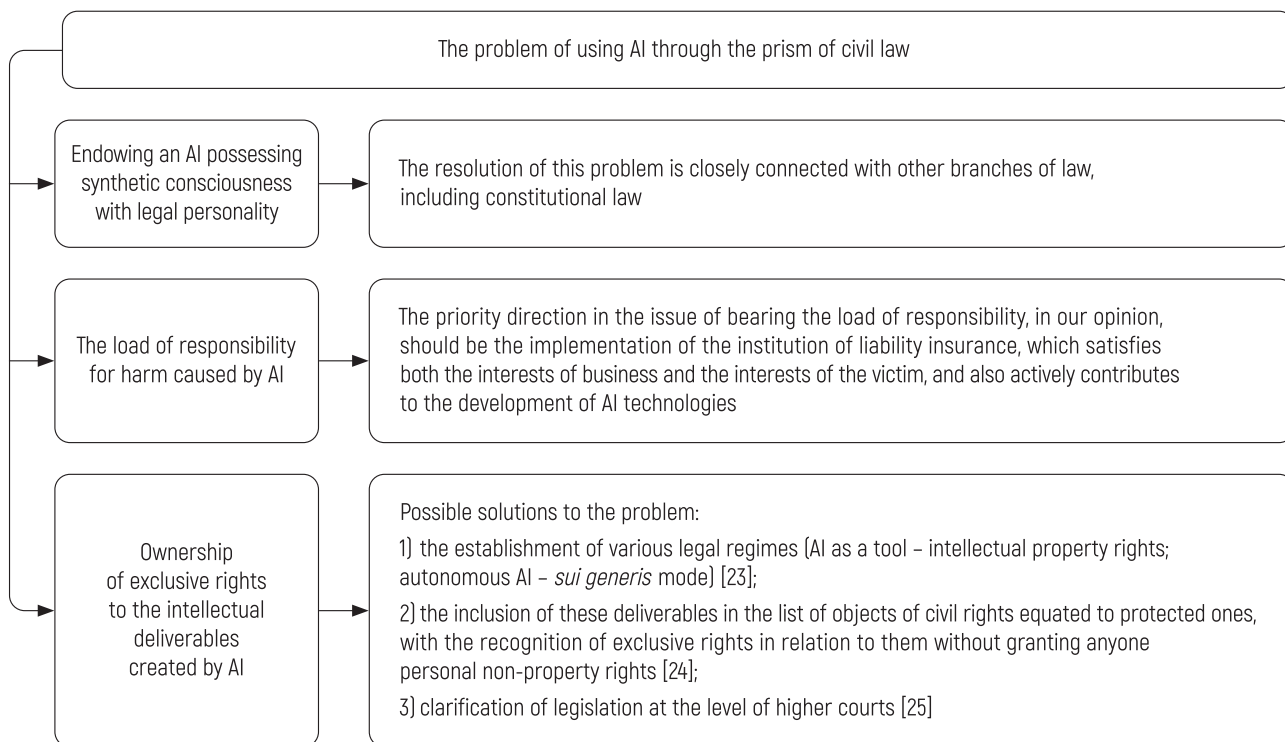 The problem of using AI through the prism of civil law
Endowing an AI possessing
synthetic consciousness
with legal personality
The resolution of this problem is closely connected with other branches of law,
including constitutional law
The load of responsibility
for harm caused by AI
The priority direction in the issue of bearing the load of responsibility, in our opinion,
should be the implementation of the institution of liability insurance, which satisfies
both the interests of business and the interests of the victim, and also actively contributes
to the development of AI technologies
Ownership
of exclusive rights
to the intellectual
deliverables
created by AI
Possible solutions to the problem:
1) the establishment of various legal regimes (AI as a tool – intellectual property rights;
autonomous AI – sui generis mode) [23];
2) the inclusion of these deliverables in the list of objects of civil rights equated to protected ones,
with the recognition of exclusive rights in relation to them without granting anyone
personal non-property rights [24];
3) clarification of legislation at the level of higher courts [25]